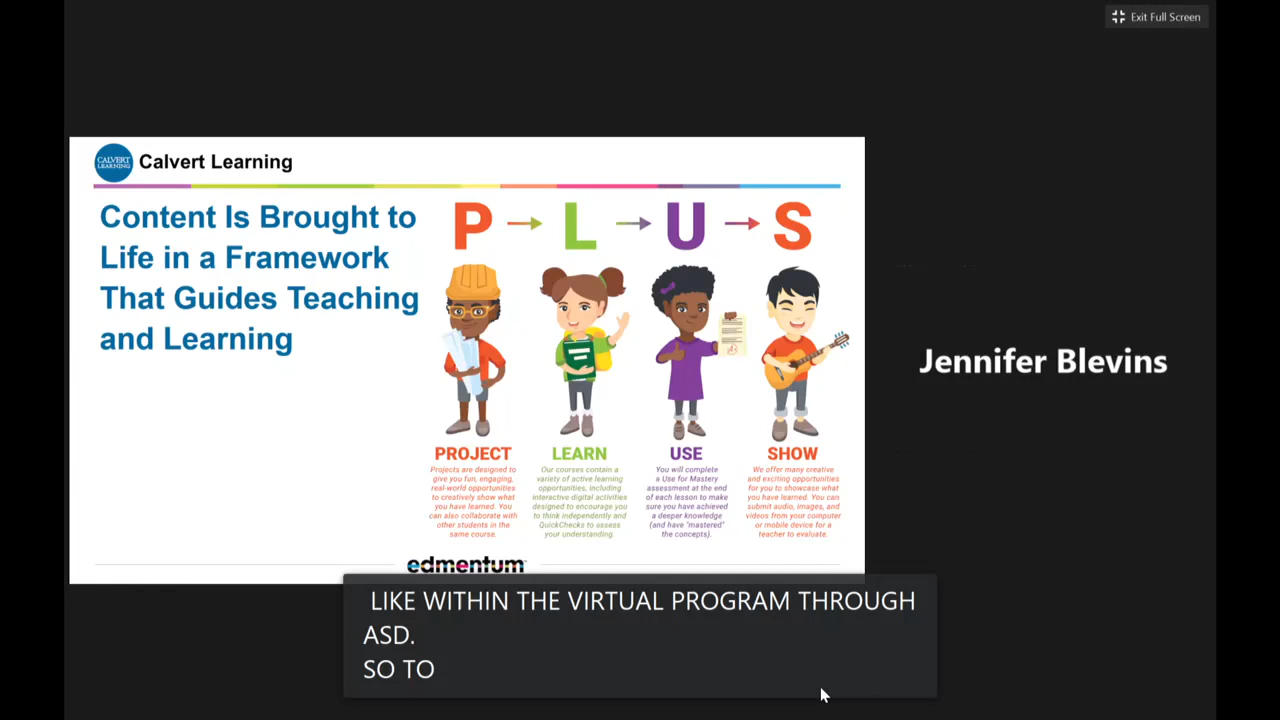 Exit Full Screen
CALVERT
LEARNING
Calvert Learning
Content Is Brought to
Life in a Framework
That Guides Teaching
and Learning
P L U S
PROJECT
Projects are designed to
give you fun, engaging,
real-world opportunities
to creatively show what
you have learned. You
can also collaborate with
other students in the
same course.
LEARN
Our courses contain a
variety of active learning
opportunities, including
interactive digital activities
designed to encourage you
to think independently and
QuickChecks to assess
your understanding.
USE
You will complete
a Use for Mastery
assessment at the end
of each lesson to make
sure you have achieved
a deeper knowledge
(and have "mastered"
the concepts).
SHOW
We offer many creative
and exciting opportunities
for you to showcase what
you have learned. You can
submit audio, images, and
videos from your computer
or mobile device for a
teacher to evaluate.
edmentum
Jennifer Blevins
LIKE WITHIN THE VIRTUAL PROGRAM THROUGH
ASD.
SO TO